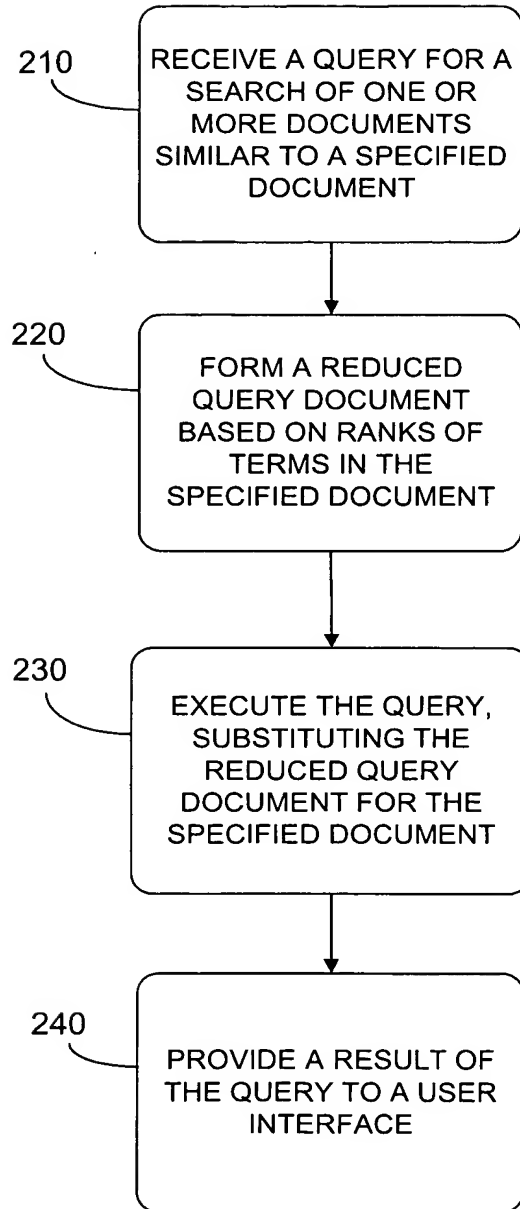 210
RECEIVE A QUERY FOR A
SEARCH OF ONE OR
MORE DOCUMENTS
SIMILAR TO A SPECIFIED
DOCUMENT
220
FORM A REDUCED
QUERY DOCUMENT
BASED ON RANKS OF
TERMS IN THE
SPECIFIED DOCUMENT
230
EXECUTE THE QUERY,
SUBSTITUTING THE
REDUCED QUERY
DOCUMENT FOR THE
SPECIFIED DOCUMENT
240
PROVIDE A RESULT OF
THE QUERY TO A USER
INTERFACE